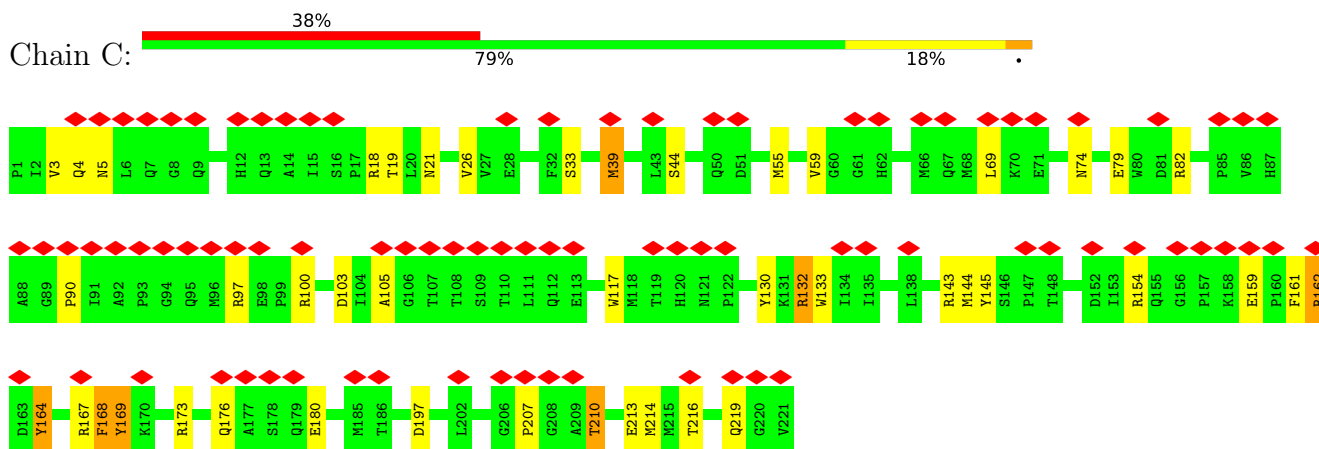 38%
Chain C:
79% 18% •
P1 I2 V3 Q4 N5 L6 Q7 G8 Q9 H12 Q13 A14 I15 S16 P17 R18 T19 L20 N21 V26 V27 E28 F32 S33 M39 L43 S44 Q50 D51 M55 V59 G60 G61 H62 M66 Q67 M68 L69 K70 E71 N74 E79 W80 D81 R82 P85 V86 H87
A88 G89 P90 I91 A92 P93 G94 Q95 M96 R97 E98 P99 R100 D103 I104 A105 G106 T107 T108 S109 T110 L111 Q112 E113 W117 M118 T119 H120 N121 P122 Y130 K131 R132 W133 I134 I135 L138 R143 M144 Y145 S146 P147 T148 D152 I153 R154 Q155 G156 P157 K158 E159 P160 F161 R162
D163 Y164 R167 F168 Y169 K170 R173 Q176 A177 S178 Q179 E180 M185 T186 D197 L202 G206 P207 G208 A209 T210 E213 M214 M215 T216 Q219 G220 V221